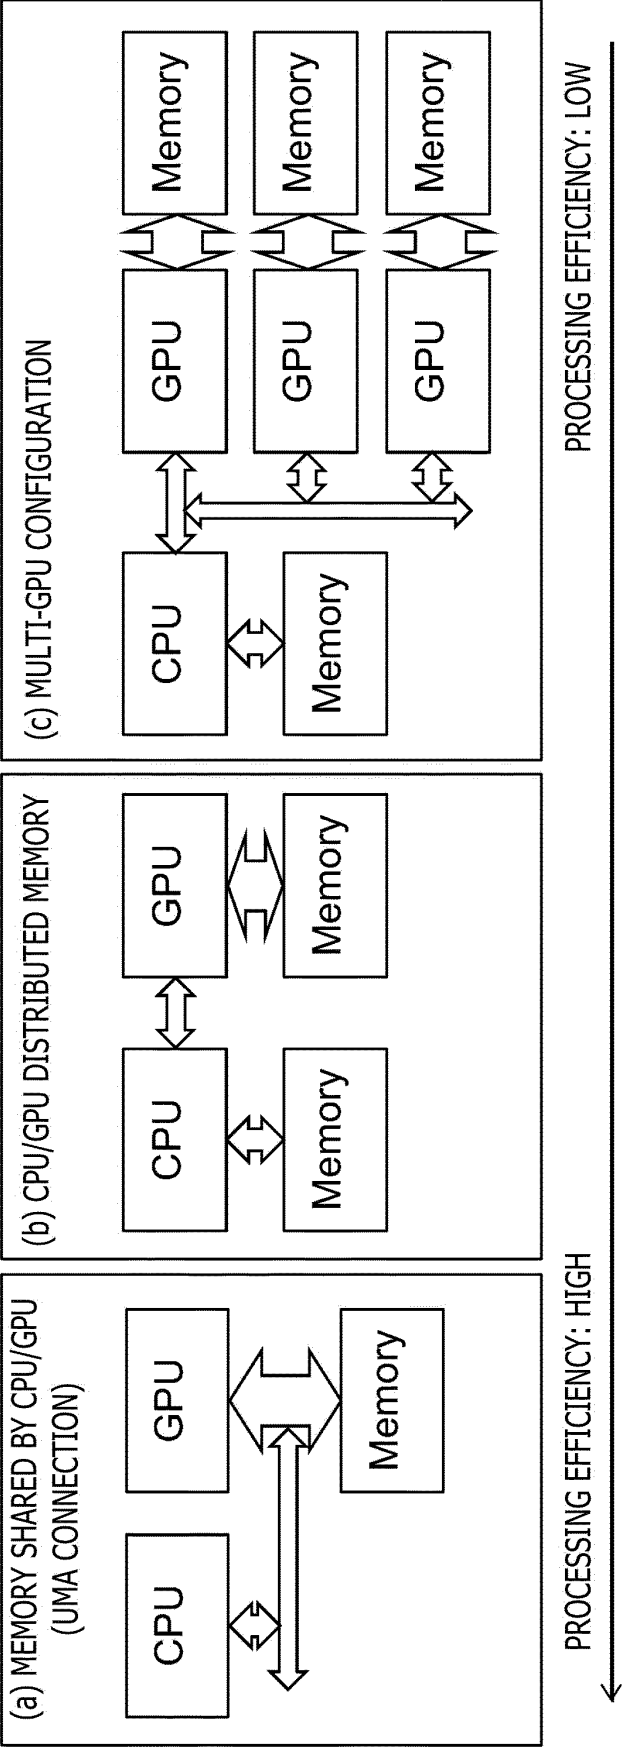 (a) MEMORY SHARED BY CPU/GPU
(UMA CONNECTION)
CPU
GPU
Memory
(b) CPU/GPU DISTRIBUTED MEMORY
CPU
GPU
Memory
Memory
(c) MULTI-GPU CONFIGURATION
CPU
GPU
Memory
Memory
GPU
Memory
GPU
Memory
PROCESSING EFFICIENCY: HIGH
PROCESSING EFFICIENCY: LOW